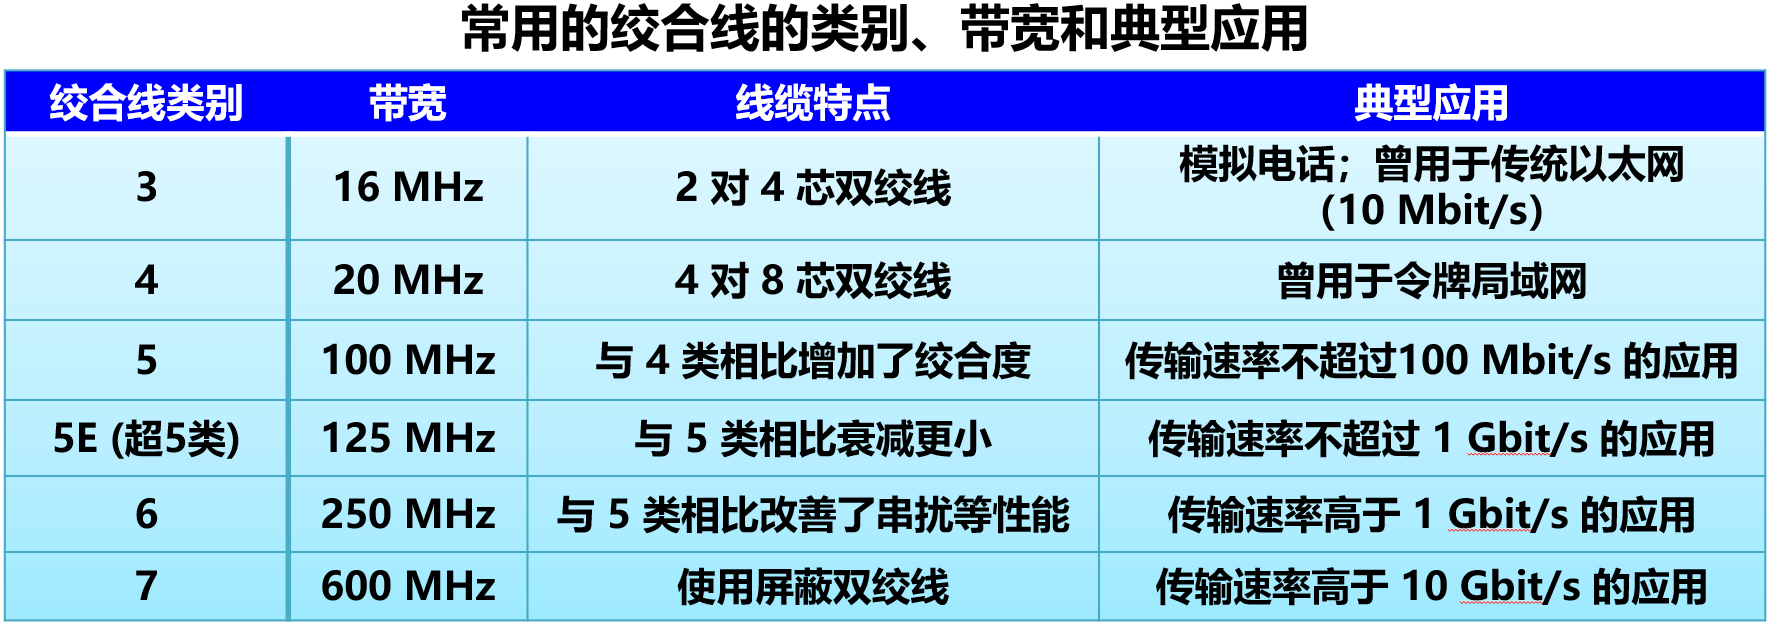 常用的绞合线的类别、带宽和典型应用
绞合线类别 带宽 线缆特点 典型应用
3 16 MHz 2 对 4 芯双绞线 模拟电话；曾用于传统以太网
（10 Mbit/s）
4 20 MHz 4 对 8 芯双绞线 曾用于令牌局域网
5 100 MHz 与 4 类相比增加了绞合度 传输速率不超过100 Mbit/s 的应用
5E (超5类) 125 MHz 与 5 类相比衰减更小 传输速率不超过 1 Gbit/s 的应用
6 250 MHz 与 5 类相比改善了串扰等性能 传输速率高于 1 Gbit/s 的应用
7 600 MHz 使用屏蔽双绞线 传输速率高于 10 Gbit/s 的应用